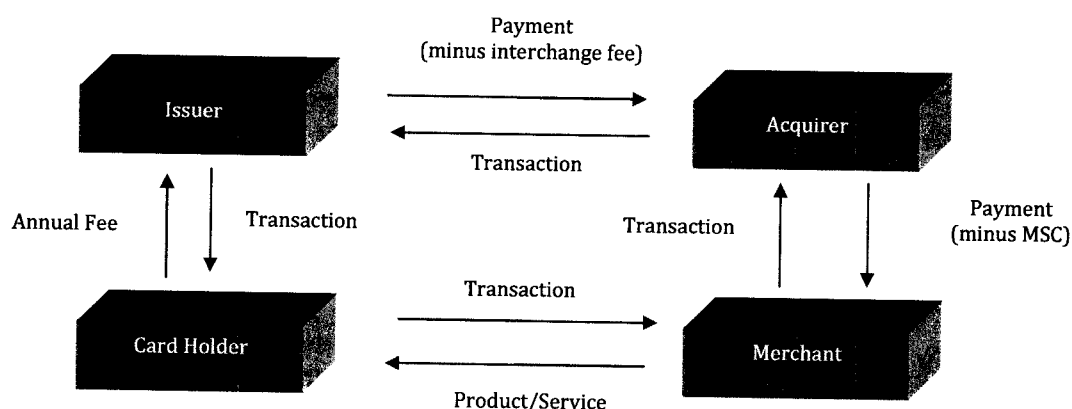 Payment
(minus interchange fee)
Issuer
Acquirer
Transaction
Annual Fee
Transaction
Transaction
Payment
(minus MSC)
Transaction
Card Holder
Merchant
Product/Service